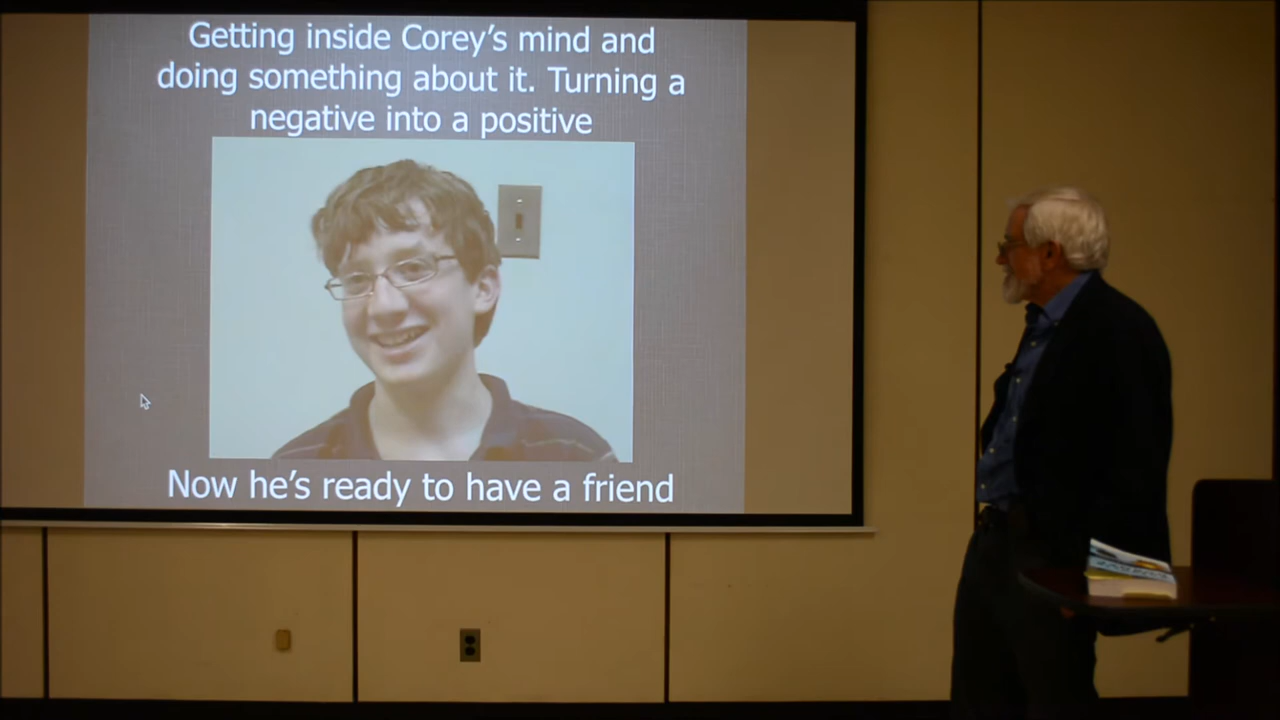 Getting inside Corey's mind and
doing something about it. Turning a
negative into a positive
Now he's ready to have a friend